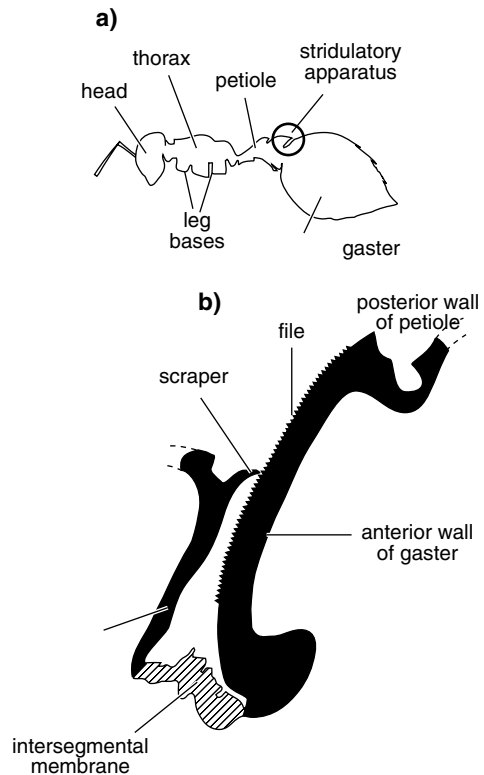 a)
stridulatory
apparatus
thorax
petiole
head
leg
bases
gaster
b)
posterior wall
of petiole
file
scraper
anterior wall
of gaster
intersegmental
membrane